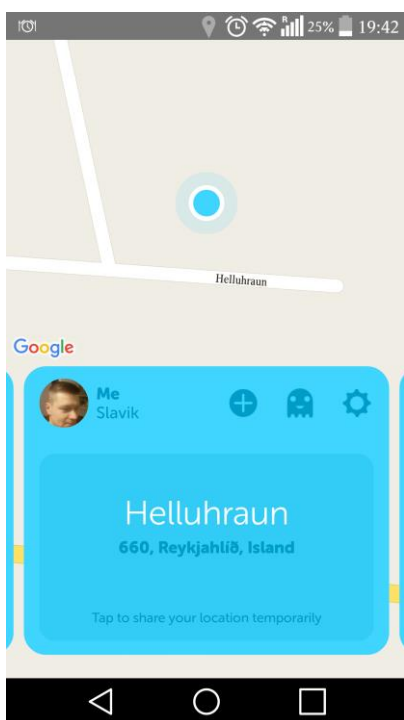 R
25%
19:42
Helluhraun
Google
Me
Slavik
Helluhraun
660, Reykjahlíð, Ísland
Tap to share your location temporarily